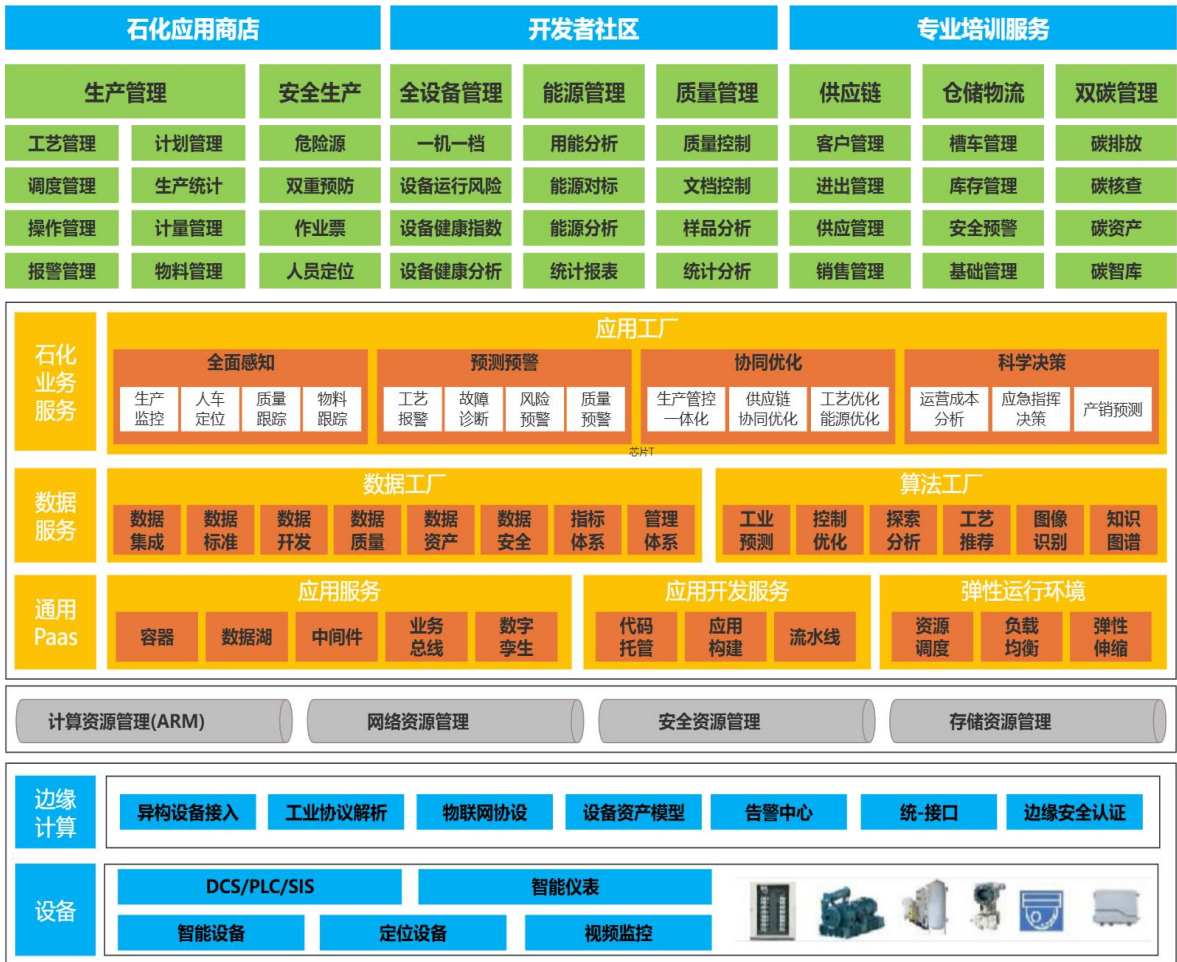 石化应用商店
开发者社区
专业培训服务
生产管理
安全生产
全设备管理
能源管理
质量管理
供应链
仓储物流
双碳管理
工艺管理
计划管理
危险源
一机一档
用能分析
质量控制
客户管理
槽车管理
碳排放
调度管理
生产统计
双重预防
设备运行风险
能源对标
文档控制
进出管理
库存管理
碳核查
操作管理
计量管理
作业票
设备健康指数
能源分析
样品分析
供应管理
安全预警
碳资产
报警管理
物料管理
人员定位
设备健康分析
统计报表
统计分析
销售管理
基础管理
碳智库
石化
业务
服务
应用工厂
全面感知
生产
监控
人车
定位
质量
跟踪
物料
跟踪
预测预警
工艺
报警
故障
诊断
风险
预警
质量
预警
协同优化
生产管控
一体化
供应链
协同优化
工艺优化
能源优化
科学决策
运营成本
分析
应急指挥
决策
产销预测
芯片T
数据
服务
数据工厂
数据
集成
数据
标准
数据
开发
数据
质量
数据
资产
数据
安全
指标
体系
管理
体系
算法工厂
工业
预测
控制
优化
探索
分析
工艺
推荐
图像
识别
知识
图谱
通用
Paas
应用服务
容器
数据湖
中间件
业务
总线
数字
孪生
应用开发服务
代码
托管
应用
构建
流水线
弹性运行环境
资源
调度
负载
均衡
弹性
伸缩
计算资源管理(ARM)
网络资源管理
安全资源管理
存储资源管理
边缘
计算
异构设备接入
工业协议解析
物联网协设
设备资产模型
告警中心
统-接口
边缘安全认证
设备
DCS/PLC/SIS
智能仪表
智能设备
定位设备
视频监控